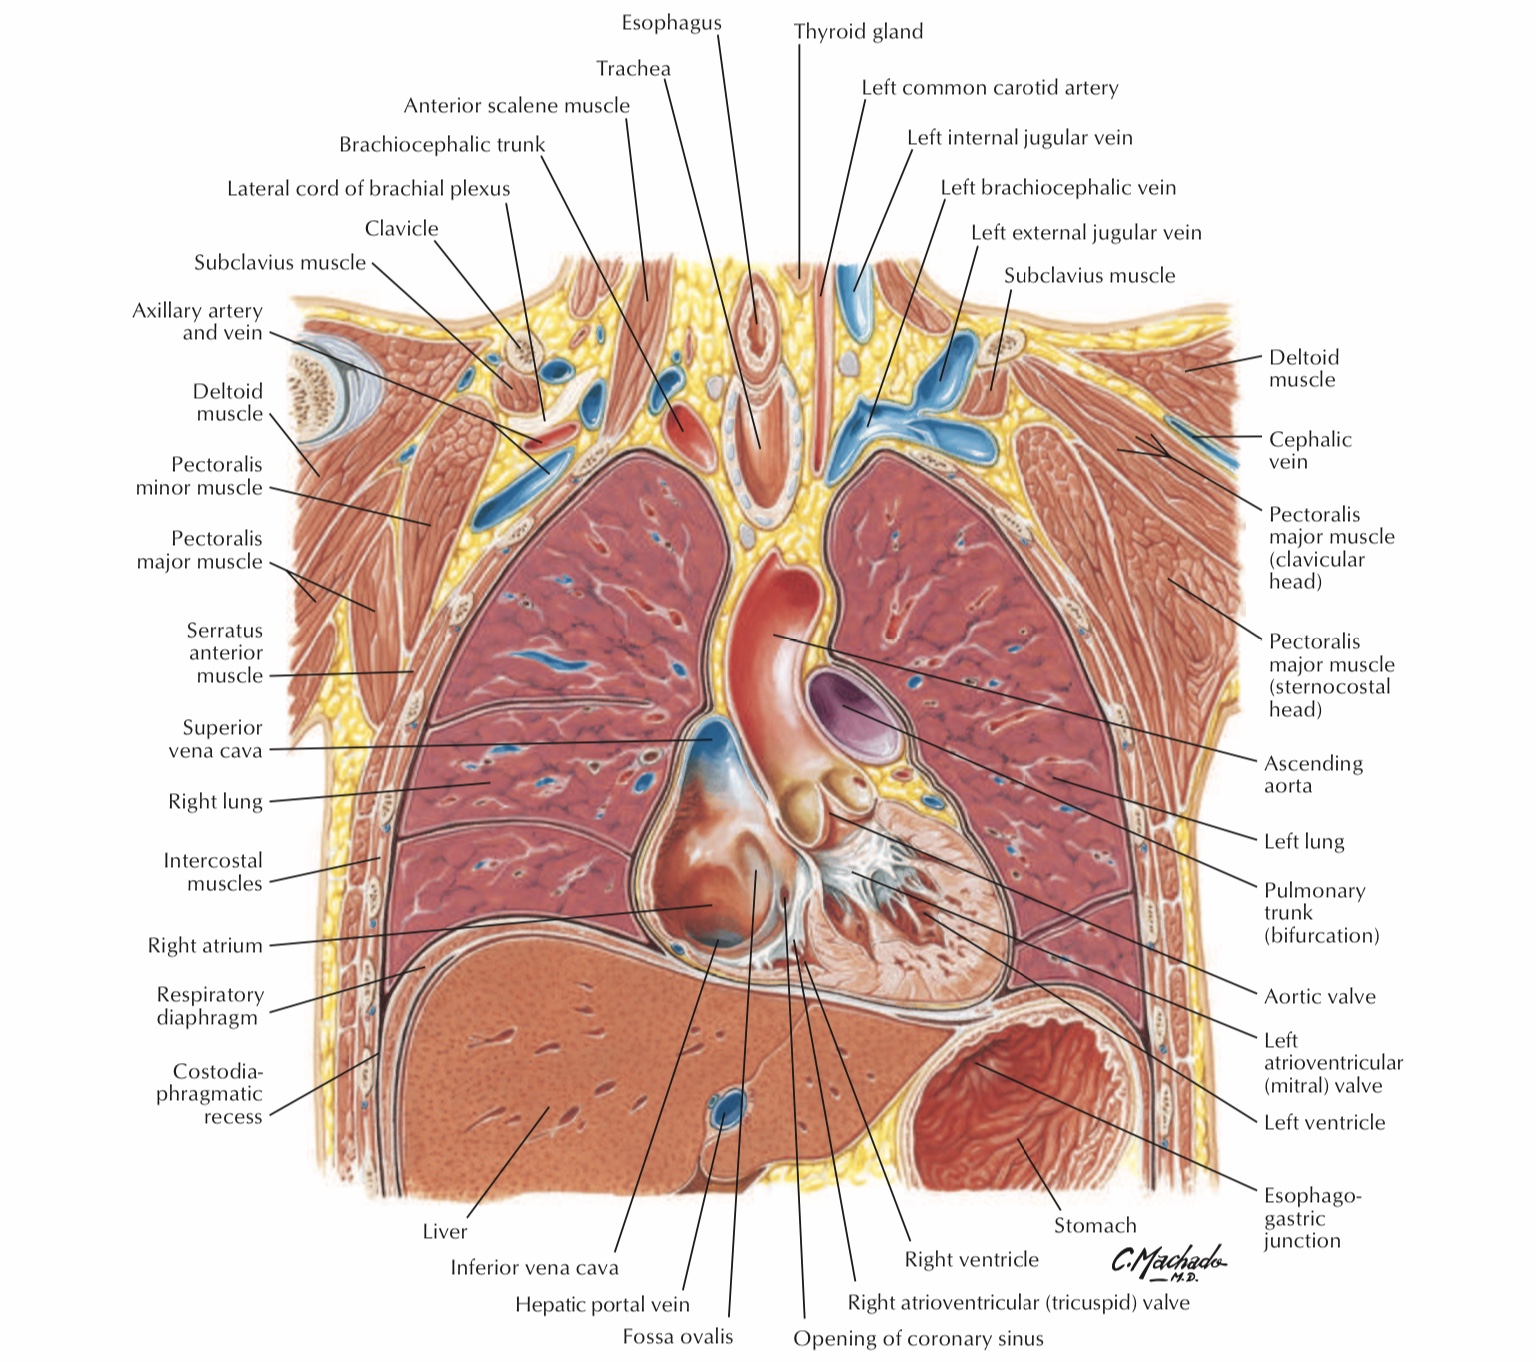 Esophagus
Thyroid gland
Trachea
Left common carotid artery
Anterior scalene muscle
Left internal jugular vein
Brachiocephalic trunk
Left brachiocephalic vein
Lateral cord of brachial plexus
Left external jugular vein
Clavicle
Subclavius muscle
Subclavius muscle
Axillary artery
and vein
Deltoid
muscle
Pectoralis
minor muscle
Pectoralis
major muscle
Serratus
anterior
muscle
Superior
vena cava
Right lung
Intercostal
muscles
Right atrium
Respiratory
diaphragm
Costodia-
phragmatic
recess
Deltoid
muscle
Cephalic
vein
Pectoralis
major muscle
(clavicular
head)
Pectoralis
major muscle
(sternocostal
head)
Ascending
aorta
Left lung
Pulmonary
trunk
(bifurcation)
Aortic valve
Left
atrioventricular
(mitral) valve
Left ventricle
Esophago-
gastric
junction
Liver
Inferior vena cava
Hepatic portal vein
Fossa ovalis
Opening of coronary sinus
Right atrioventricular (tricuspid) valve
Right ventricle
Stomach
C.Machado
M.D.